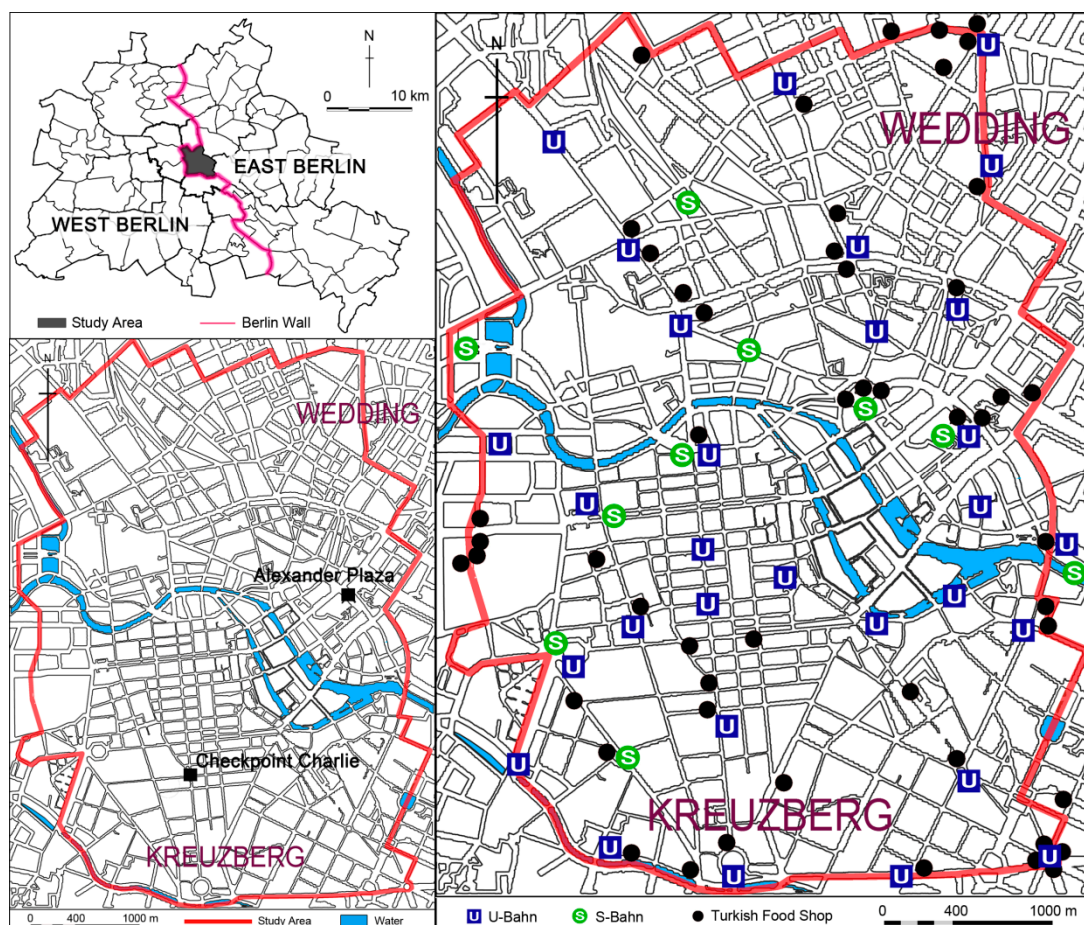 N
0 10 km
EAST BERLIN
WEST BERLIN
Study Area Berlin Wall
N
WEDDING
Alexander Plaza
Checkpoint Charlie
KREUZBERG
0 400 1000 m Study Area Water
N
U
U
WEDDING
U
U
S
U
U
U
U
U
S
S
S
S
U
U
S
U
U
S
U
U
U
S
U
U
U
U
U
U
S
U
U
U
S
U
U
KREUZBERG
U
U
U
U
U U-Bahn S S-Bahn Turkish Food Shop 0 400 1000 m